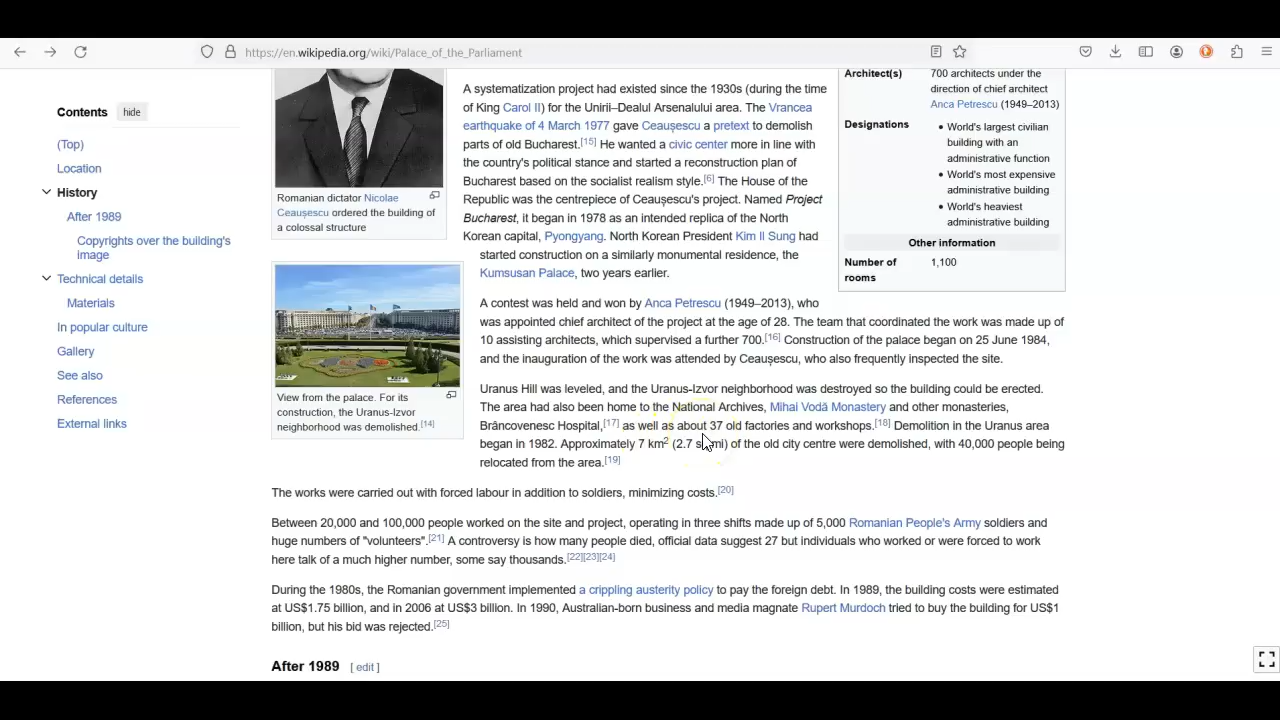 https://en.wikipedia.org/wiki/Palace_of_the_Parliament
Contents hide
(Top)
Location
History
After 1989
Copyrights over the building's
image
Technical details
Materials
In popular culture
Gallery
See also
References
External links
Romanian dictator Nicolae
Ceaușescu ordered the building of
a colossal structure
View from the palace. For its
construction, the Uranus-Izvor
neighborhood was demolished.[14]
A systematization project had existed since the 1930s (during the time
of King Carol II) for the Unirii–Dealul Arsenalului area. The Vrancea
earthquake of 4 March 1977 gave Ceaușescu a pretext to demolish
parts of old Bucharest.[15] He wanted a civic center more in line with
the country's political stance and started a reconstruction plan of
Bucharest based on the socialist realism style.[6] The House of the
Republic was the centrepiece of Ceaușescu's project. Named Project
Bucharest, it began in 1978 as an intended replica of the North
Korean capital, Pyongyang. North Korean President Kim Il Sung had
started construction on a similarly monumental residence, the
Kumsusan Palace, two years earlier.
A contest was held and won by Anca Petrescu (1949–2013), who
was appointed chief architect of the project at the age of 28. The team that coordinated the work was made up of
10 assisting architects, which supervised a further 700.[16] Construction of the palace began on 25 June 1984,
and the inauguration of the work was attended by Ceaușescu, who also frequently inspected the site.
Uranus Hill was leveled, and the Uranus-Izvor neighborhood was destroyed so the building could be erected.
The area had also been home to the National Archives, Mihai Vodă Monastery and other monasteries,
Brâncovenesc Hospital,[17] as well as about 37 old factories and workshops.[18] Demolition in the Uranus area
began in 1982. Approximately 7 km2 (2.7 sq mi) of the old city centre were demolished, with 40,000 people being
relocated from the area.[19]
The works were carried out with forced labour in addition to soldiers, minimizing costs.[20]
Between 20,000 and 100,000 people worked on the site and project, operating in three shifts made up of 5,000 Romanian People's Army soldiers and
huge numbers of "volunteers".[21] A controversy is how many people died, official data suggest 27 but individuals who worked or were forced to work
here talk of a much higher number, some say thousands.[22][23][24]
During the 1980s, the Romanian government implemented a crippling austerity policy to pay the foreign debt. In 1989, the building costs were estimated
at US$1.75 billion, and in 2006 at US$3 billion. In 1990, Australian-born business and media magnate Rupert Murdoch tried to buy the building for US$1
billion, but his bid was rejected.[25]
After 1989 [ edit ]
Architect(s) 700 architects under the
direction of chief architect
Anca Petrescu (1949–2013)
Designations • World's largest civilian
building with an
administrative function
• World's most expensive
administrative building
• World's heaviest
administrative building
Other information
Number of 1,100
rooms